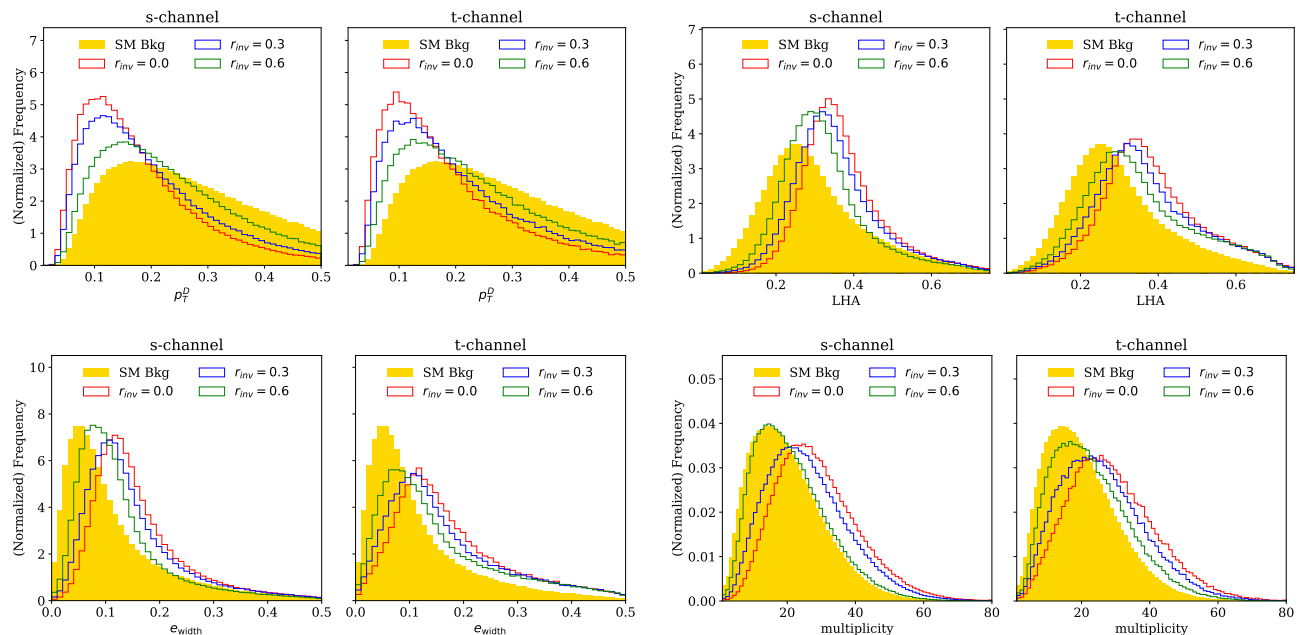 s-channel
t-channel
s-channel
t-channel
7
6
5
4
3
2
1
0
(Normalized) Frequency
SM Bkg
r_inv = 0.0
r_inv = 0.3
r_inv = 0.6
0.1
0.2
0.3
0.4
0.5
p_T^D
SM Bkg
r_inv = 0.0
r_inv = 0.3
r_inv = 0.6
0.1
0.2
0.3
0.4
0.5
p_T^D
7
6
5
4
3
2
1
0
(Normalized) Frequency
SM Bkg
r_inv = 0.0
r_inv = 0.3
r_inv = 0.6
0.2
0.4
0.6
LHA
SM Bkg
r_inv = 0.0
r_inv = 0.3
r_inv = 0.6
0.2
0.4
0.6
LHA
s-channel
t-channel
s-channel
t-channel
10
8
6
4
2
0
(Normalized) Frequency
SM Bkg
r_inv = 0.0
r_inv = 0.3
r_inv = 0.6
0.0
0.1
0.2
0.3
0.4
0.5
e_width
SM Bkg
r_inv = 0.0
r_inv = 0.3
r_inv = 0.6
0.0
0.1
0.2
0.3
0.4
0.5
e_width
0.05
0.04
0.03
0.02
0.01
0.00
(Normalized) Frequency
SM Bkg
r_inv = 0.0
r_inv = 0.3
r_inv = 0.6
20
40
60
80
multiplicity
SM Bkg
r_inv = 0.0
r_inv = 0.3
r_inv = 0.6
20
40
60
80
multiplicity